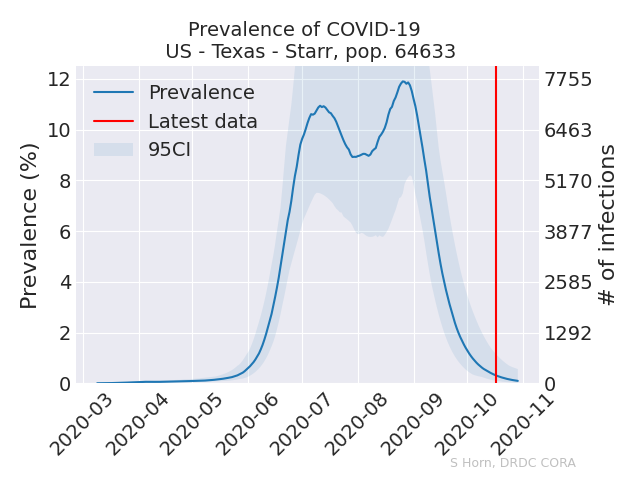 Prevalence of COVID-19
US - Texas - Starr, pop. 64633
Prevalence
Latest data
95CI
Prevalence (%)
12
10
8
6
4
2
0
7755
6463
5170
3877
2585
1292
0
# of infections
2020-03
2020-04
2020-05
2020-06
2020-07
2020-08
2020-09
2020-10
2020-11
S Horn, DRDC CORA